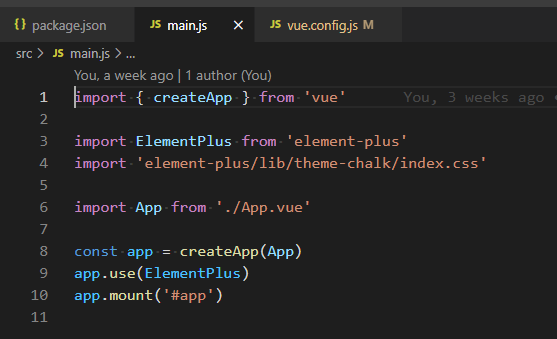 {} package.json
JS main.js ×
JS vue.config.js M
src > JS main.js > ...
You, a week ago | 1 author (You)
1 import { createApp } from 'vue' You, 3 weeks ago •
2
3 import ElementPlus from 'element-plus'
4 import 'element-plus/lib/theme-chalk/index.css'
5
6 import App from './App.vue'
7
8 const app = createApp(App)
9 app.use(ElementPlus)
10 app.mount('#app')
11